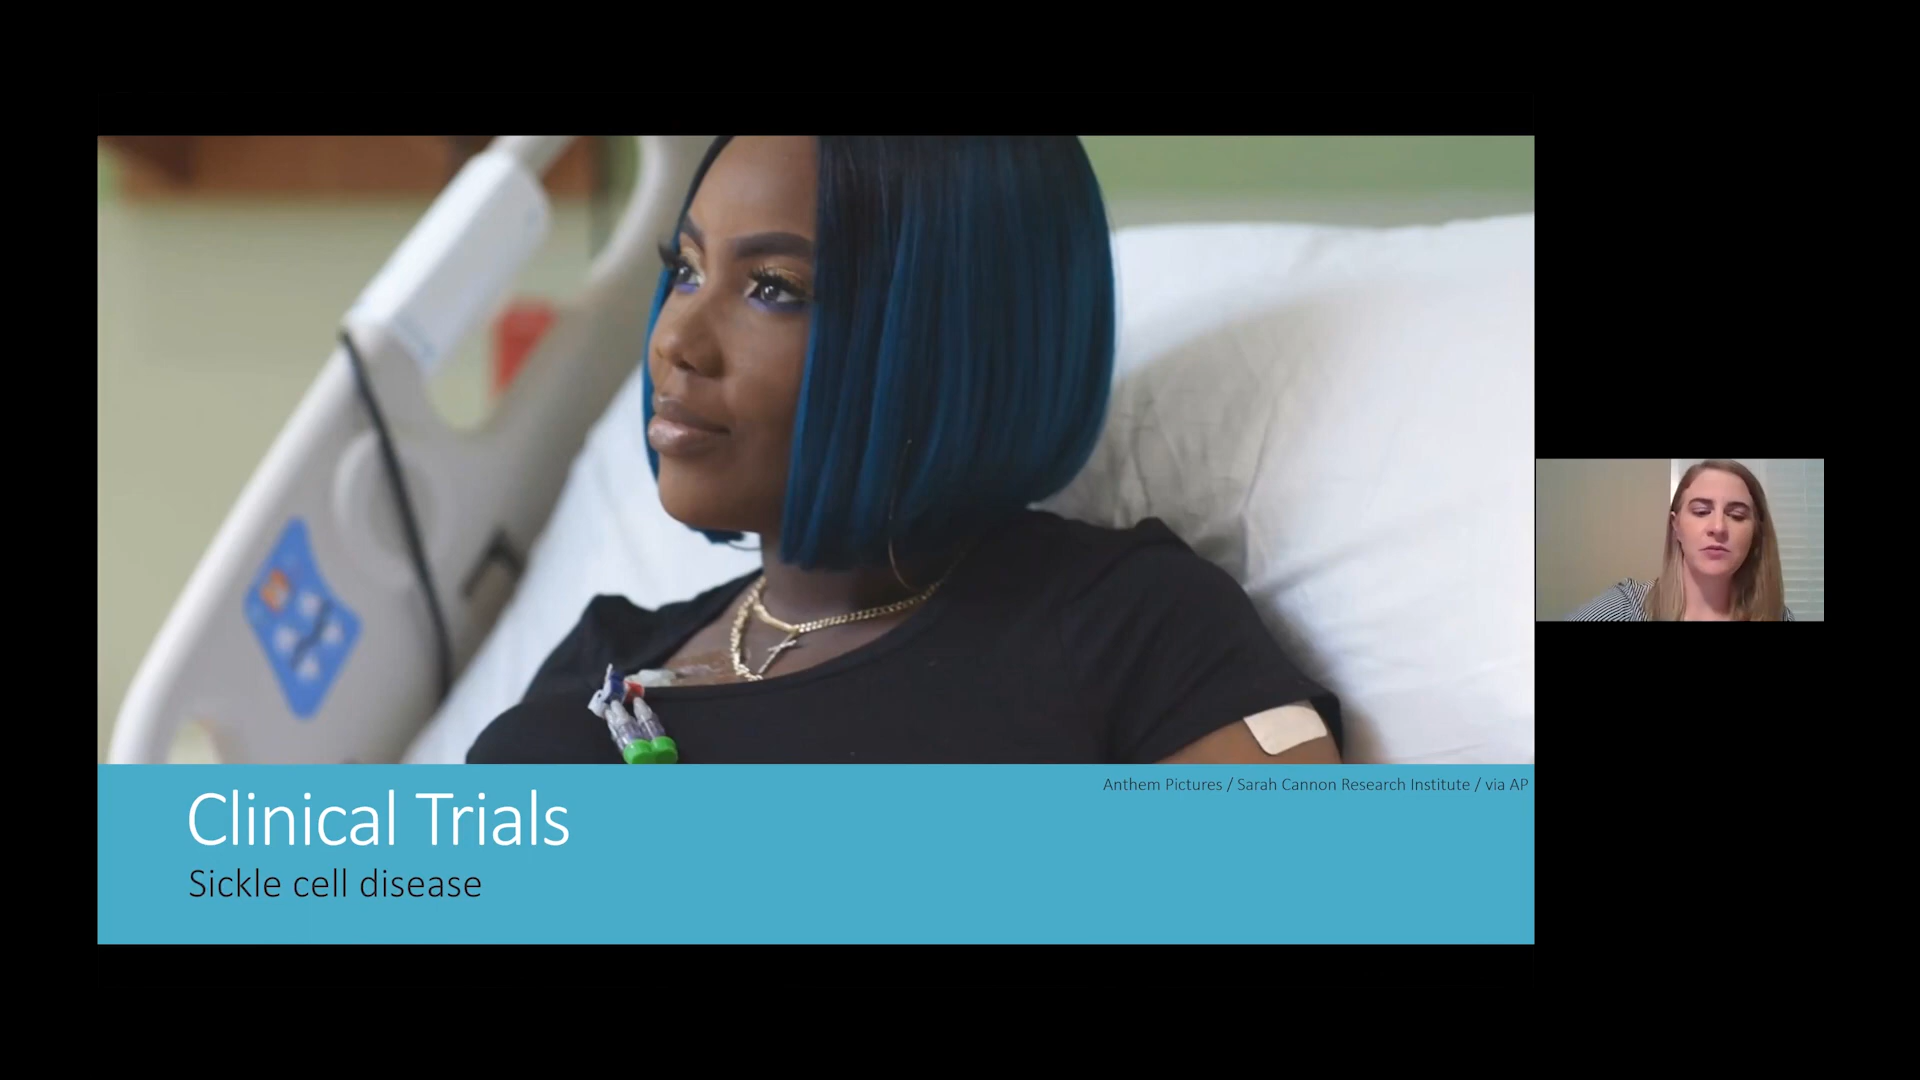 Anthem Pictures / Sarah Cannon Research Institute / via AP
Clinical Trials
Sickle cell disease